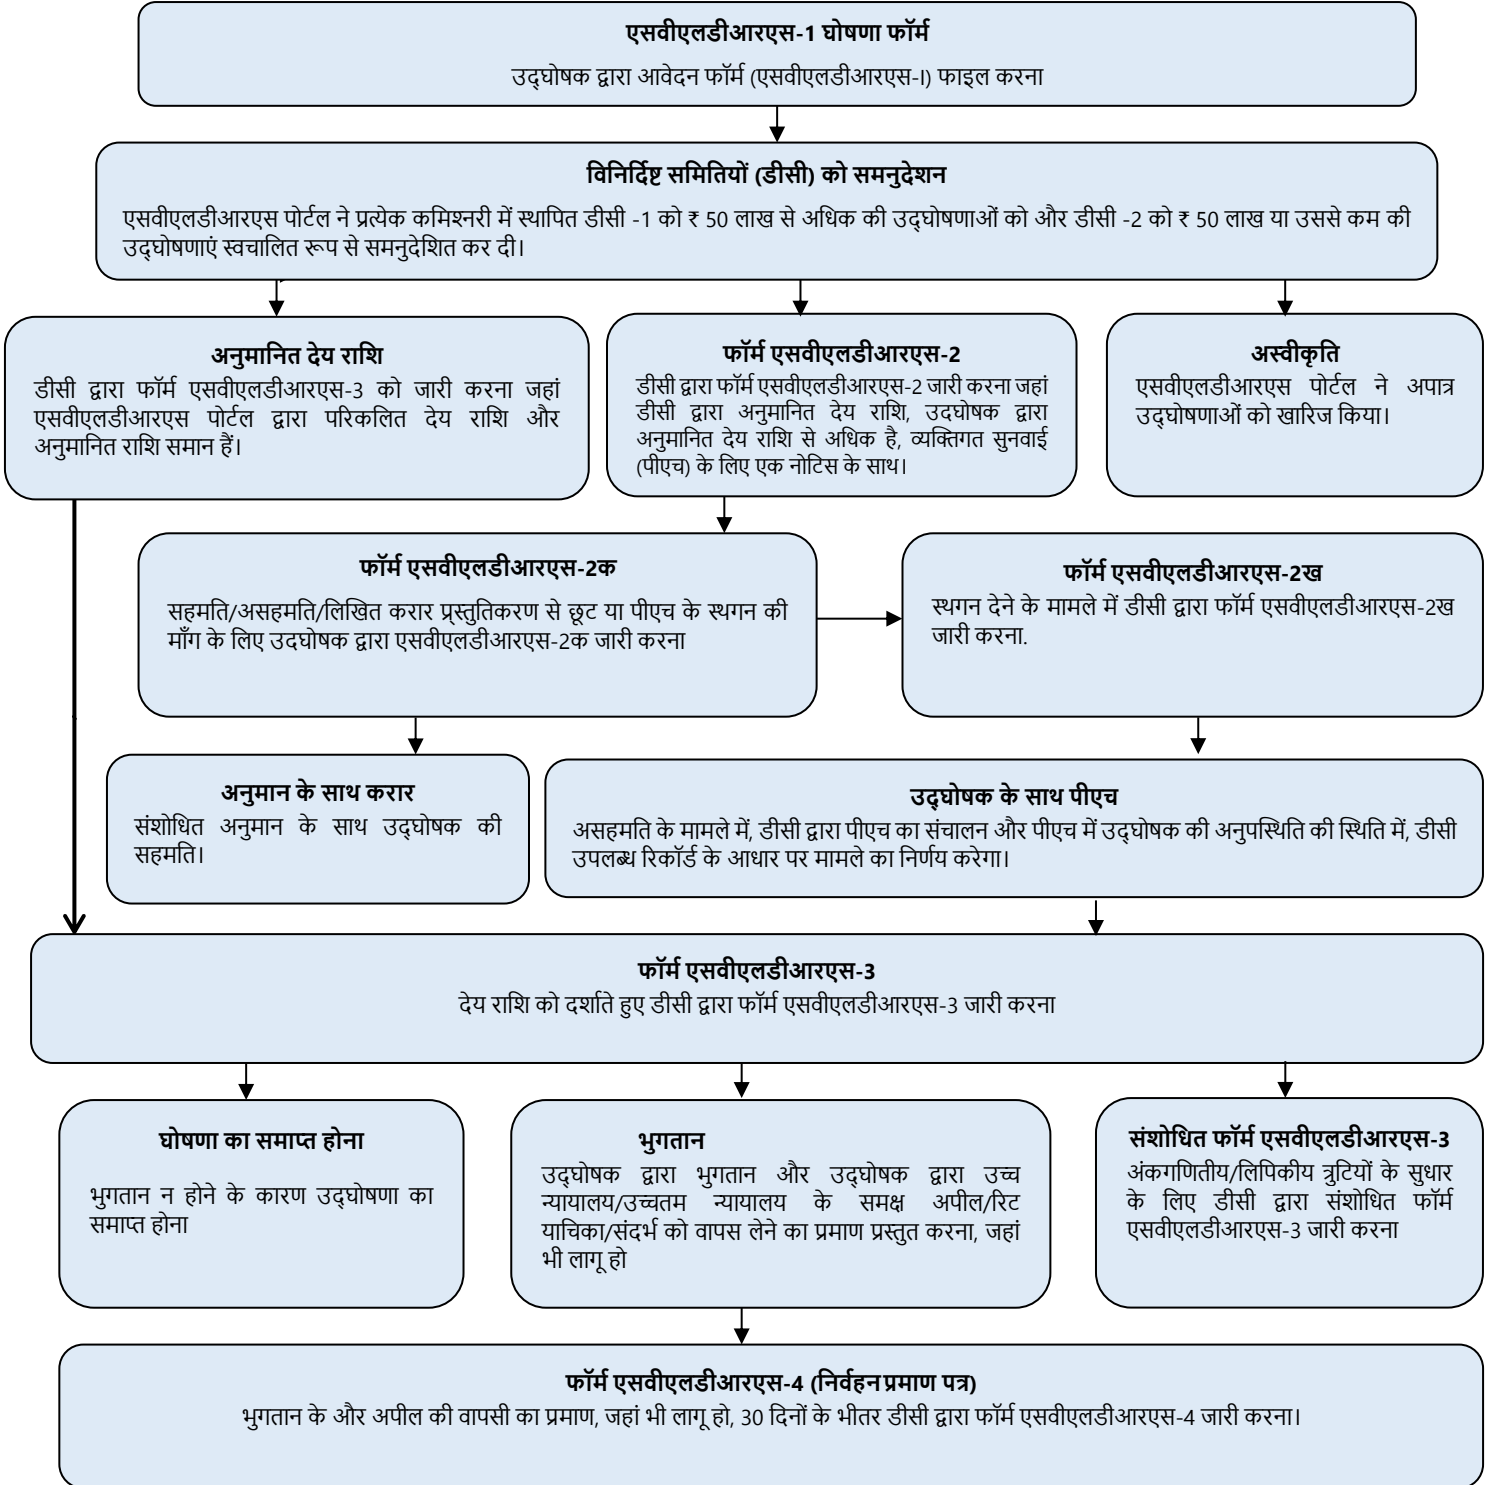 एसवीएलडीआरएस-1 घोषणा फॉर्म
उद्घोषक द्वारा आवेदन फॉर्म (एसवीएलडीआरएस-I) फाइल करना
विनिर्दिष्ट समितियों (डीसी) को समनुदेशन
एसवीएलडीआरएस पोर्टल ने प्रत्येक कमिश्नरी में स्थापित डीसी -1 को ₹ 50 लाख से अधिक की उद्घोषणाओं को और डीसी -2 को ₹ 50 लाख या उससे कम की
उद्घोषणाएं स्वचालित रूप से समनुदेशित कर दी।
अनुमानित देय राशि
डीसी द्वारा फॉर्म एसवीएलडीआरएस-3 को जारी करना जहां
एसवीएलडीआरएस पोर्टल द्वारा परिकलित देय राशि और
अनुमानित राशि समान हैं।
फॉर्म एसवीएलडीआरएस-2
डीसी द्वारा फॉर्म एसवीएलडीआरएस-2 जारी करना जहां
डीसी द्वारा अनुमानित देय राशि, उदघोषक द्वारा
अनुमानित देय राशि से अधिक है, व्यक्तिगत सुनवाई
(पीएच) के लिए एक नोटिस के साथ।
अस्वीकृति
एसवीएलडीआरएस पोर्टल ने अपात्र
उद्घोषणाओं को खारिज किया।
फॉर्म एसवीएलडीआरएस-2क
सहमति/असहमति/लिखित करार प्र्स्तुतिकरण से छूट या पीएच के स्थगन की
माँग के लिए उदघोषक द्वारा एसवीएलडीआरएस-2क जारी करना
फॉर्म एसवीएलडीआरएस-2ख
स्थगन देने के मामले में डीसी द्वारा फॉर्म एसवीएलडीआरएस-2ख
जारी करना.
अनुमान के साथ करार
संशोधित अनुमान के साथ उद्घोषक की
सहमति।
उद्घोषक के साथ पीएच
असहमति के मामले में, डीसी द्वारा पीएच का संचालन और पीएच में उद्घोषक की अनुपस्थिति की स्थिति में, डीसी
उपलब्ध रिकॉर्ड के आधार पर मामले का निर्णय करेगा।
फॉर्म एसवीएलडीआरएस-3
देय राशि को दर्शाते हुए डीसी द्वारा फॉर्म एसवीएलडीआरएस-3 जारी करना
घोषणा का समाप्त होना
भुगतान न होने के कारण उद्घोषणा का
समाप्त होना
भुगतान
उद्घोषक द्वारा भुगतान और उद्घोषक द्वारा उच्च
न्यायालय/उच्चतम न्यायालय के समक्ष अपील/रिट
याचिका/संदर्भ को वापस लेने का प्रमाण प्रस्तुत करना, जहां
भी लागू हो
संशोधित फॉर्म एसवीएलडीआरएस-3
अंकगणितीय/लिपिकीय त्रुटियों के सुधार
के लिए डीसी द्वारा संशोधित फॉर्म
एसवीएलडीआरएस-3 जारी करना
फॉर्म एसवीएलडीआरएस-4 (निर्वहन प्रमाण पत्र)
भुगतान के और अपील की वापसी का प्रमाण, जहां भी लागू हो, 30 दिनों के भीतर डीसी द्वारा फॉर्म एसवीएलडीआरएस-4 जारी करना।